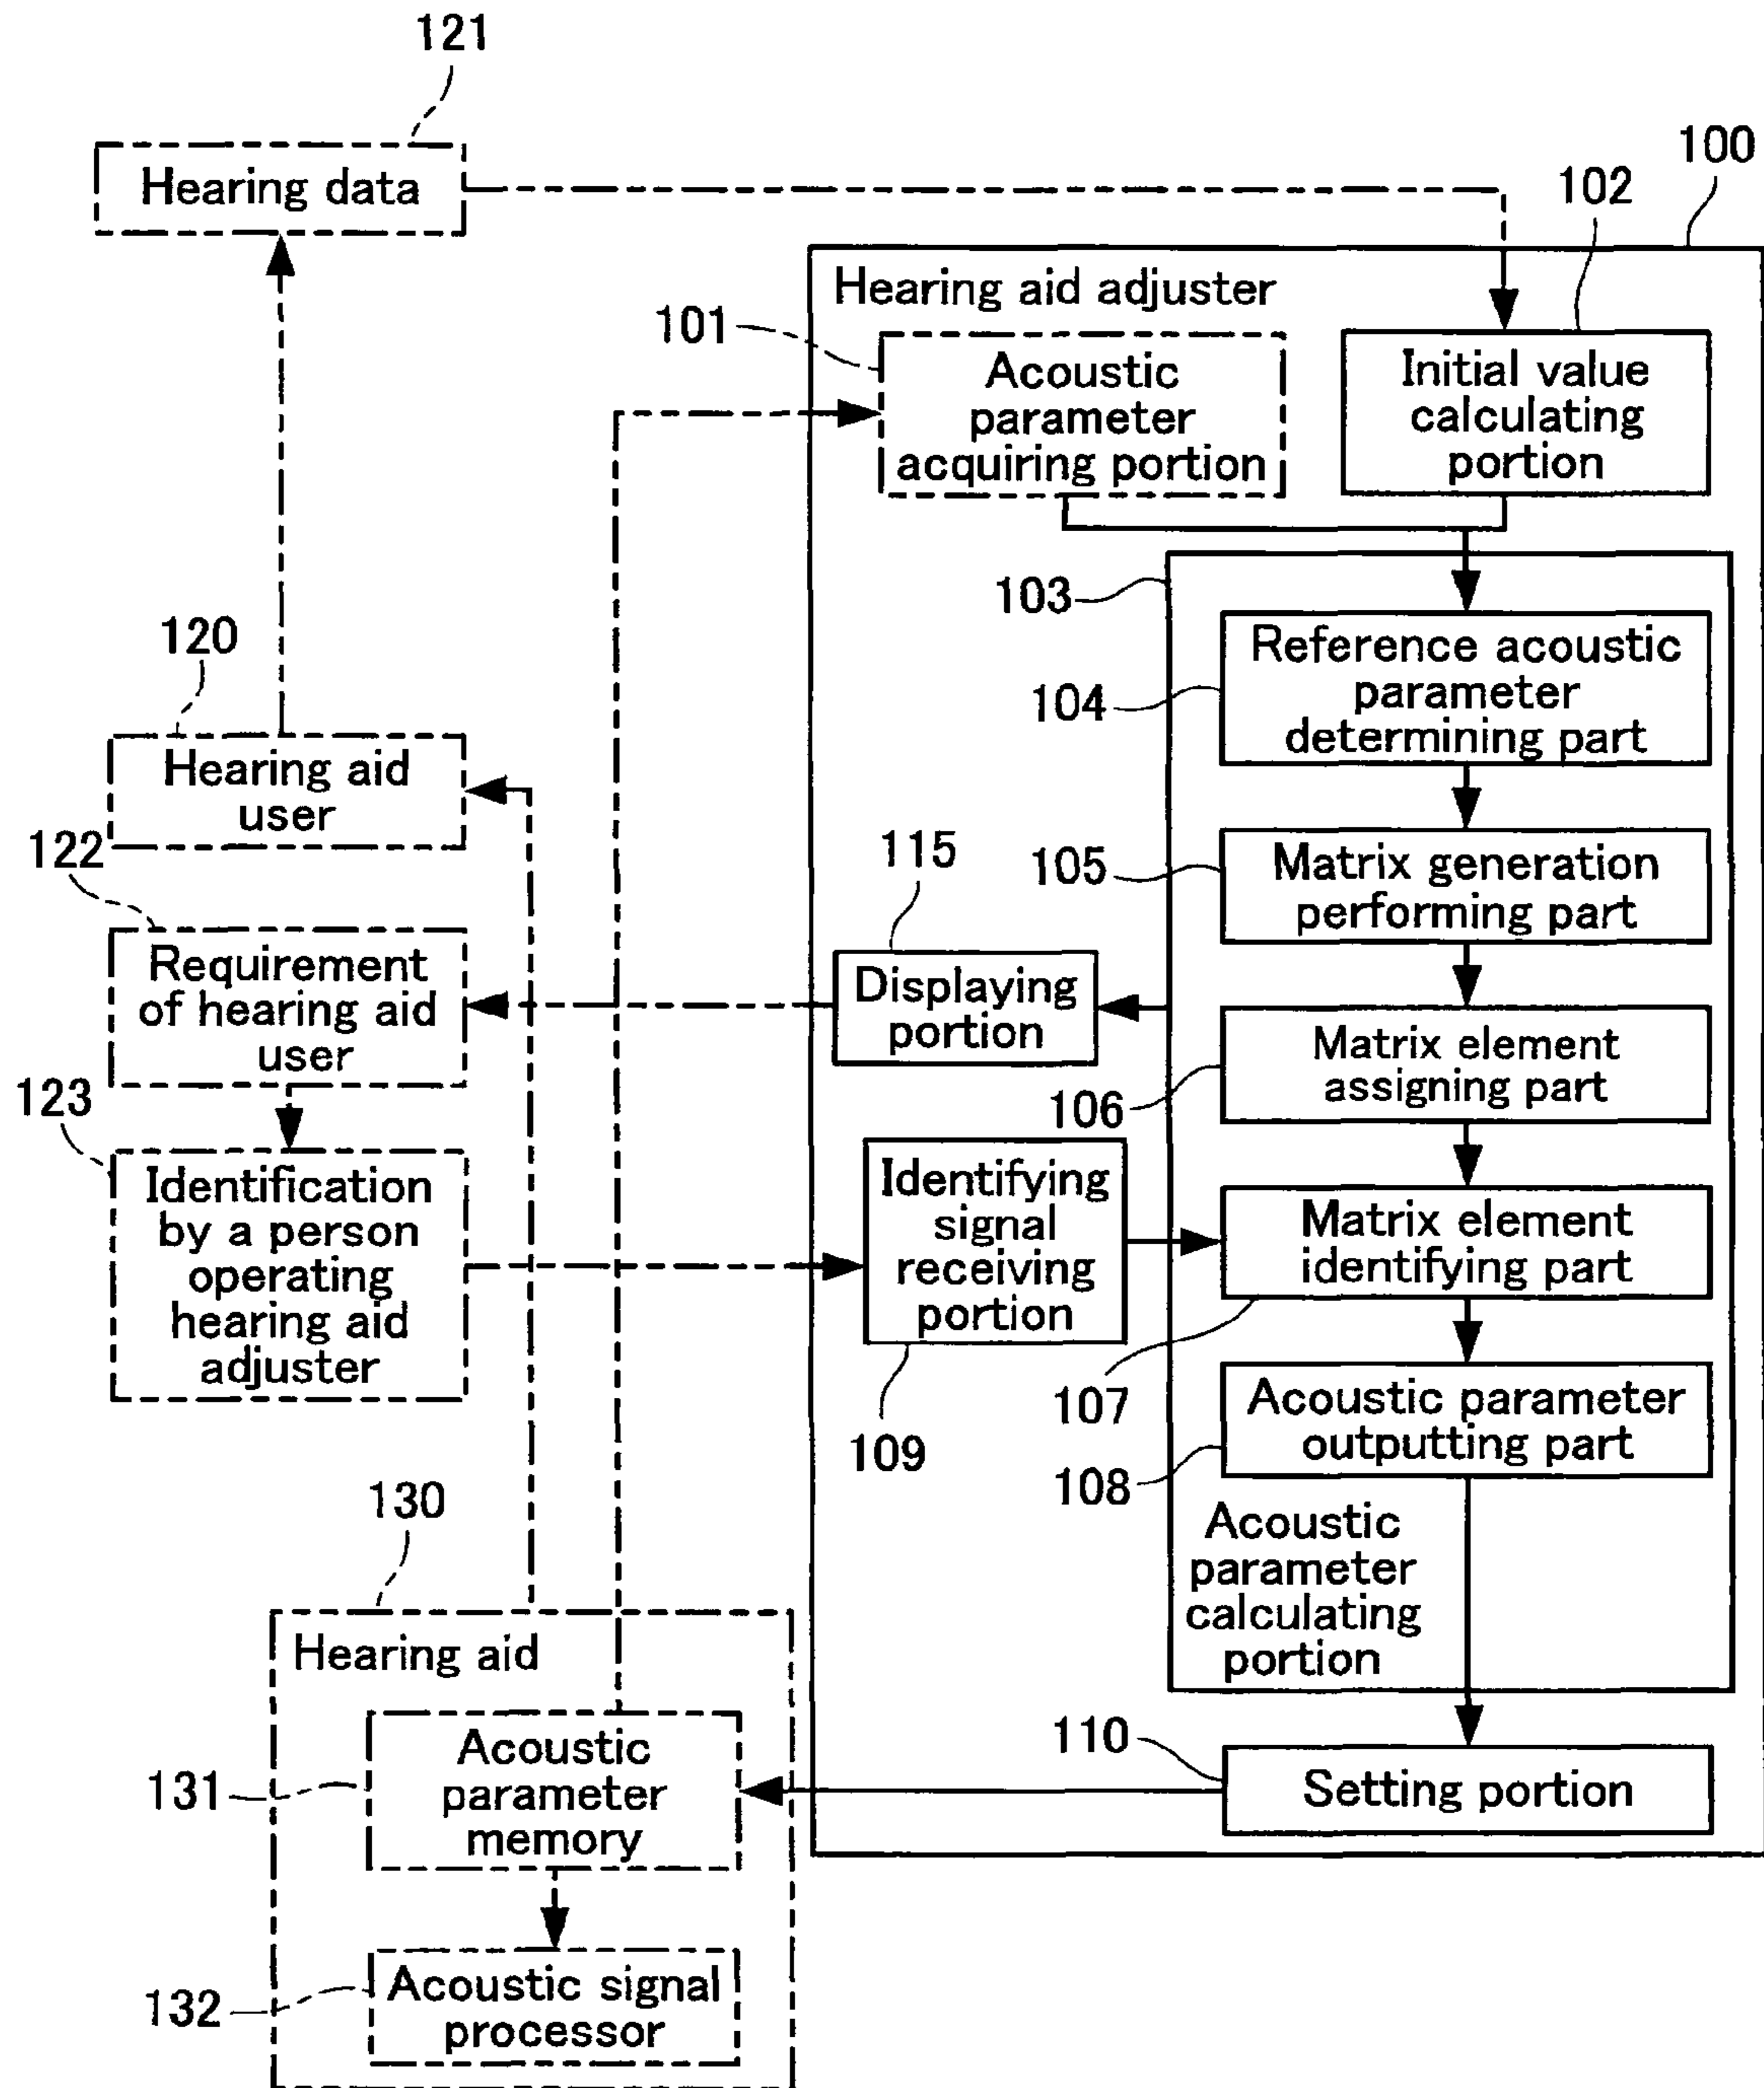 121
Hearing data
100
102
Hearing aid adjuster
101
Acoustic
parameter
acquiring portion
Initial value
calculating
portion
103
104
Reference acoustic
parameter
determining part
120
Hearing aid
user
105
Matrix generation
performing part
122
Requirement
of hearing aid
user
115
Displaying
portion
106
Matrix element
assigning part
123
Identification
by a person
operating
hearing aid
adjuster
Identifying
signal
receiving
portion
109
Matrix element
identifying part
107
Acoustic parameter
outputting part
108
Acoustic
parameter
calculating
portion
130
Hearing aid
131
Acoustic
parameter
memory
110
Setting portion
132
Acoustic signal
processor